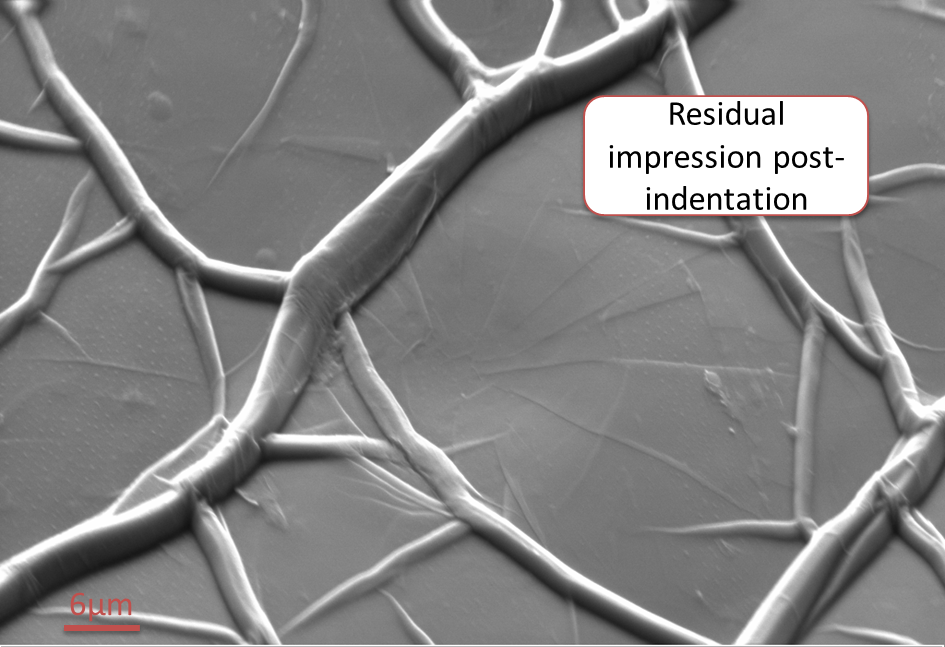 Residual
impression post-
indentation
6μm